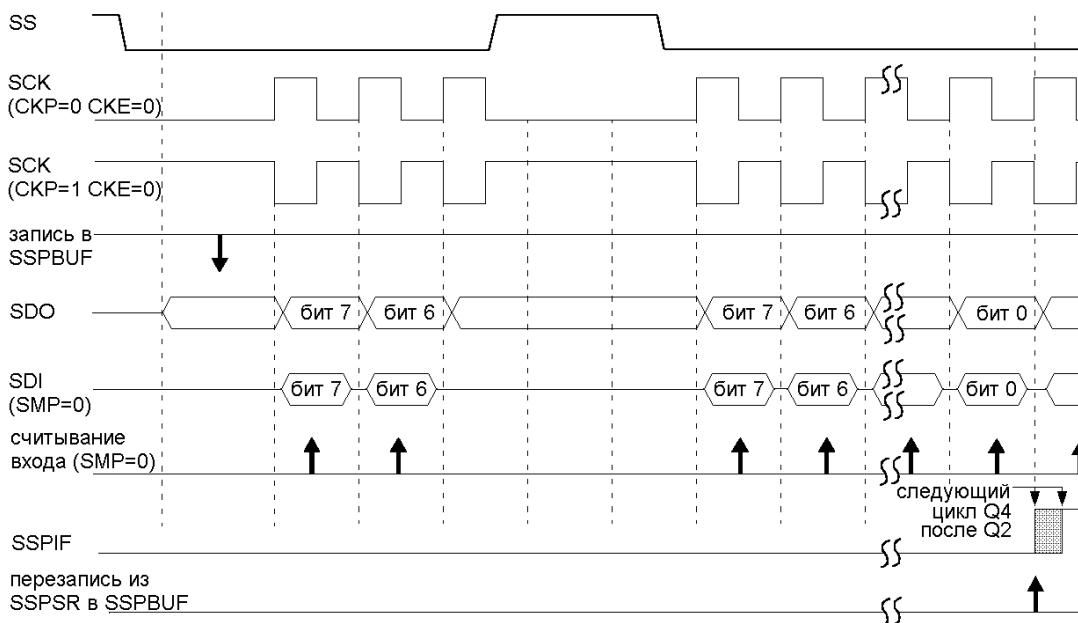 SS
SCK
(CKP=0 CKE=0)
SCK
(CKP=1 CKE=0)
запись в
SSPBUF
SDO
бит 7
бит 6
бит 7
бит 6
бит 0
SDI
(SMP=0)
бит 7
бит 6
бит 7
бит 6
бит 0
считывание
входа (SMP=0)
следующий
цикл Q4
после Q2
SSPIF
перезапись из
SSPSR в SSPBUF